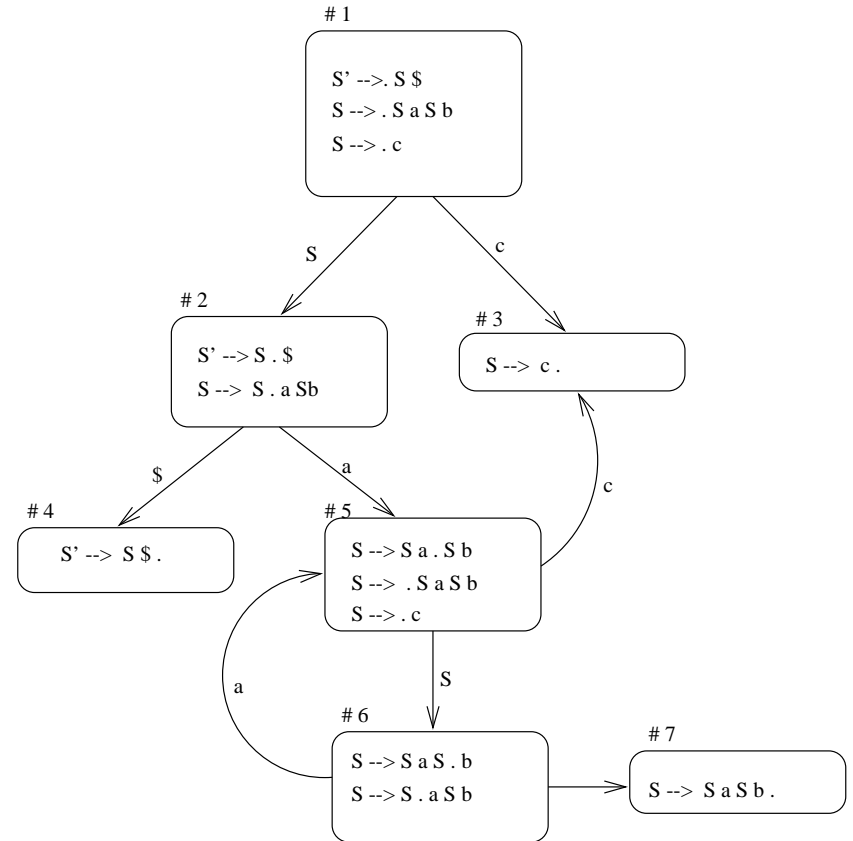 # 1
S’ -->. S $
S --> . S a S b
S --> . c
S
c
# 2
S’ --> S . $
S --> S . a Sb
# 3
S --> c .
$
a
c
# 4
S’ --> S $ .
# 5
S --> S a . S b
S --> . S a S b
S --> . c
a
S
# 6
S --> S a S . b
S --> S . a S b
# 7
S --> S a S b .